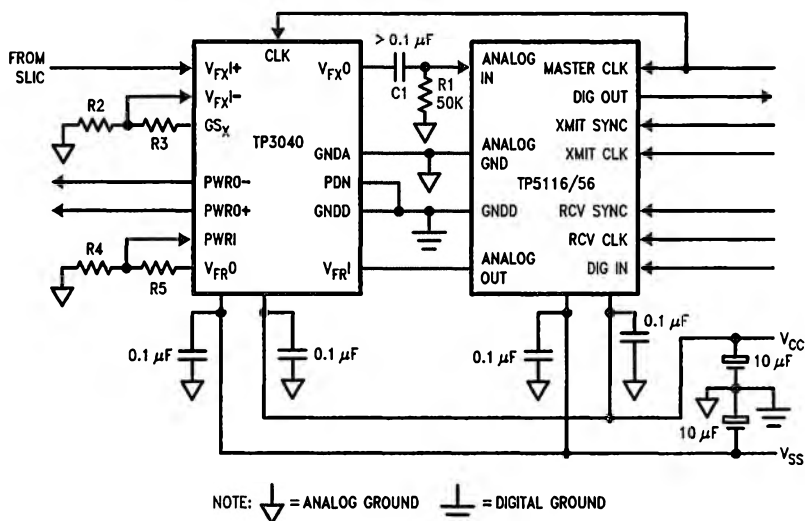 FROM
SLIC
CLK
VFXI+
VFXI−
GSX
TP3040
PWRO−
PWRO+
PWRI
VFRO
VFXO
GNDA
PDN
GNDD
VFRI
R2
R3
R4
R5
> 0.1 μF
C1
R1
50K
ANALOG
IN
MASTER CLK
DIG OUT
XMIT SYNC
ANALOG
GND
XMIT CLK
TP5116/56
GNDD
RCV SYNC
RCV CLK
ANALOG
OUT
DIG IN
0.1 μF
0.1 μF
0.1 μF
0.1 μF
VCC
10 μF
10 μF
VSS
NOTE: = ANALOG GROUND = DIGITAL GROUND